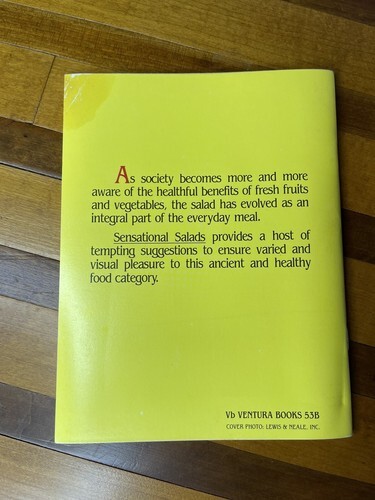 As society becomes more and more
aware of the healthful benefits of fresh fruits
and vegetables, the salad has evolved as an
integral part of the everyday meal.
Sensational Salads provides a host of
tempting suggestions to ensure varied and
visual pleasure to this ancient and healthy
food category.
Vb VENTURA BOOKS 53B
COVER PHOTO: LEWIS & NEALE, INC.